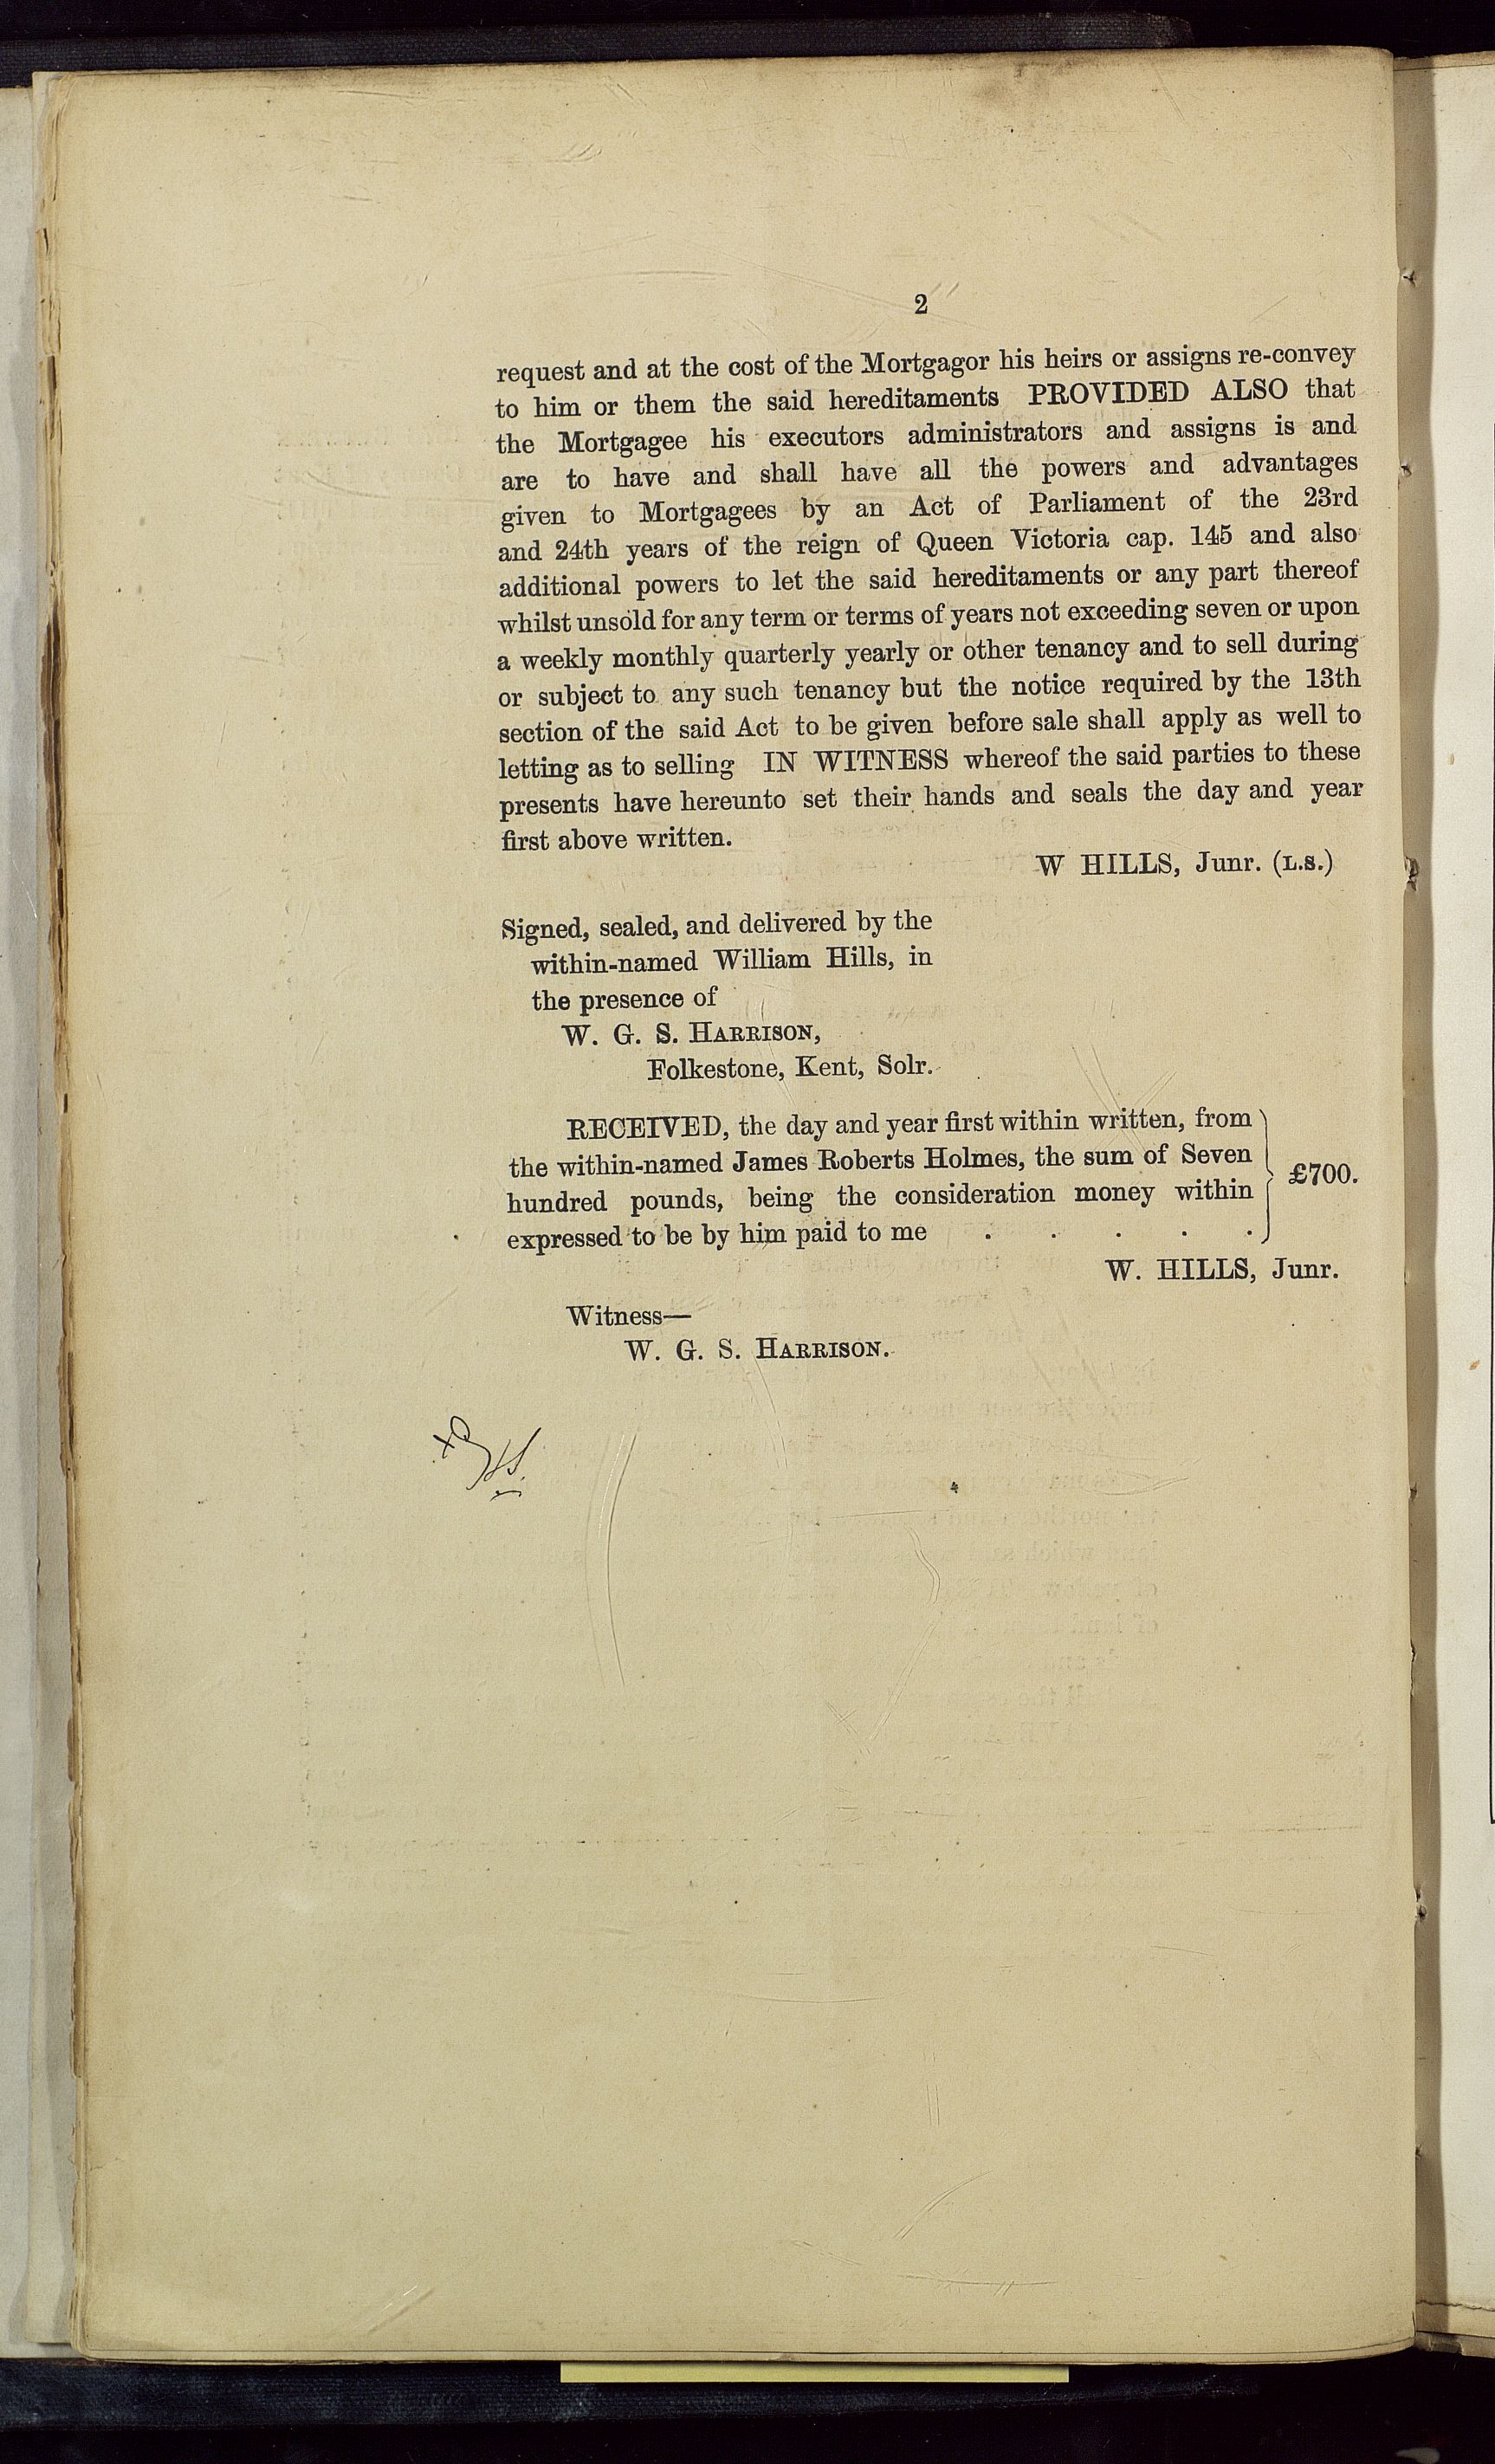 2
request and at the cost of the Mortgagor his heirs or assigns re-convey
to him or them the said hereditaments PROVIDED ALSO that
the Mortgagee his executors administrators and assigns is and
are to have and shall have all the powers and advantages
given to Mortgagees by an Act of Parliament of the 23rd
and 24th years of the reign of Queen Victoria cap. 145 and also
additional powers to let the said hereditaments or any part thereof
whilst unsold for any term or terms of years not exceeding seven or upon
a weekly monthly quarterly yearly or other tenancy and to sell during
or subject to any such tenancy but the notice required by the 13th
section of the said Act to be given before sale shall apply as well to
letting as to selling IN WITNESS whereof the said parties to these
presents have hereunto set their hands and seals the day and year
first above written.
W HILLS, Junr. (L.S.)
Signed, sealed, and delivered by the
within-named William Hills, in
the presence of
W. G. S. HARRISON,
Folkestone, Kent, Solr.
RECEIVED, the day and year first within written, from
the within-named James Roberts Holmes, the sum of Seven
hundred pounds, being the consideration money within
expressed to be by him paid to me . . . . .
£700.
W. HILLS, Junr.
Witness—
W. G. S. HARRISON.